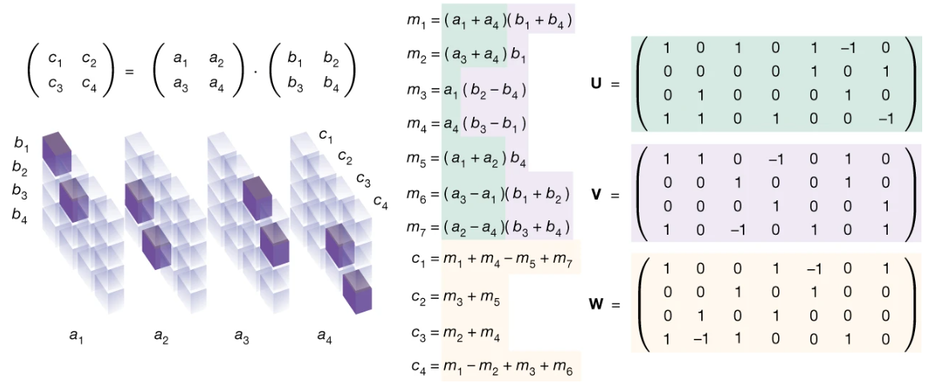 ( c₁ c₂ ) = ( a₁ a₂ ) · ( b₁ b₂ )
( c₃ c₄ ) ( a₃ a₄ ) ( b₃ b₄ )
b₁
b₂
b₃
b₄
c₁
c₂
c₃
c₄
a₁ a₂ a₃ a₄
m₁ = (a₁ + a₄)(b₁ + b₄)
m₂ = (a₃ + a₄) b₁
m₃ = a₁ (b₂ − b₄)
m₄ = a₄ (b₃ − b₁)
m₅ = (a₁ + a₂) b₄
m₆ = (a₃ − a₁)(b₁ + b₂)
m₇ = (a₂ − a₄)(b₃ + b₄)
c₁ = m₁ + m₄ − m₅ + m₇
c₂ = m₃ + m₅
c₃ = m₂ + m₄
c₄ = m₁ − m₂ + m₃ + m₆
U =
1 0 1 0 1 −1 0
0 0 0 0 1 0 1
0 1 0 0 0 1 0
1 1 0 1 0 0 −1
V =
1 1 0 −1 0 1 0
0 0 1 0 0 1 0
0 0 0 1 0 0 1
1 0 −1 0 1 0 1
W =
1 0 0 1 −1 0 1
0 0 1 0 1 0 0
0 1 0 1 0 0 0
1 −1 1 0 0 1 0